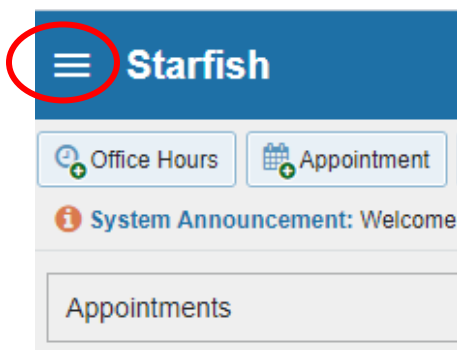 Starfish
Office Hours Appointment
System Announcement: Welcome
Appointments